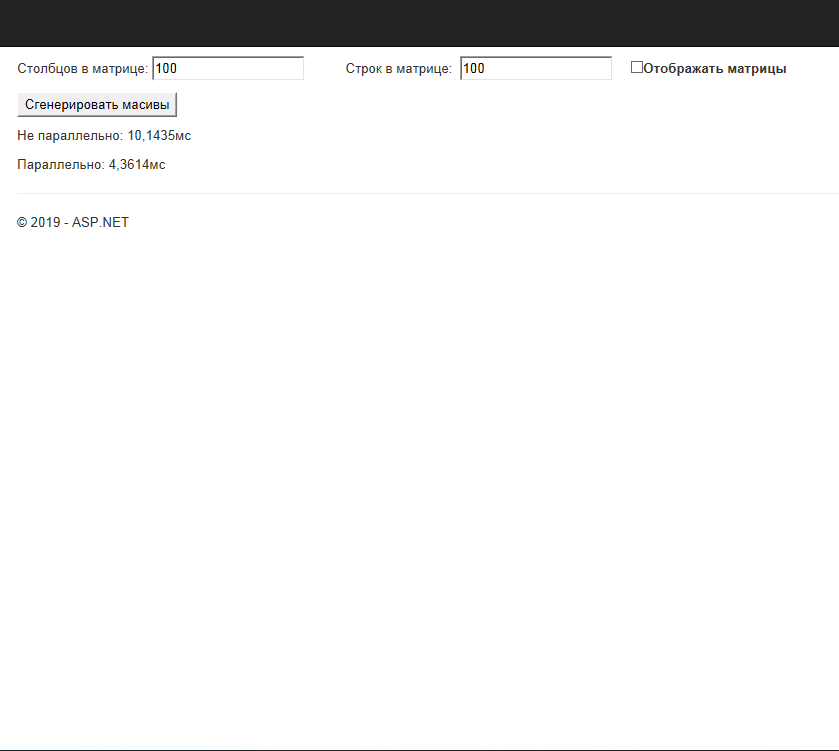 Столбцов в матрице: 100 Строк в матрице: 100 Отображать матрицы
Сгенерировать масивы
Не параллельно: 10,1435мс
Параллельно: 4,3614мс
© 2019 - ASP.NET